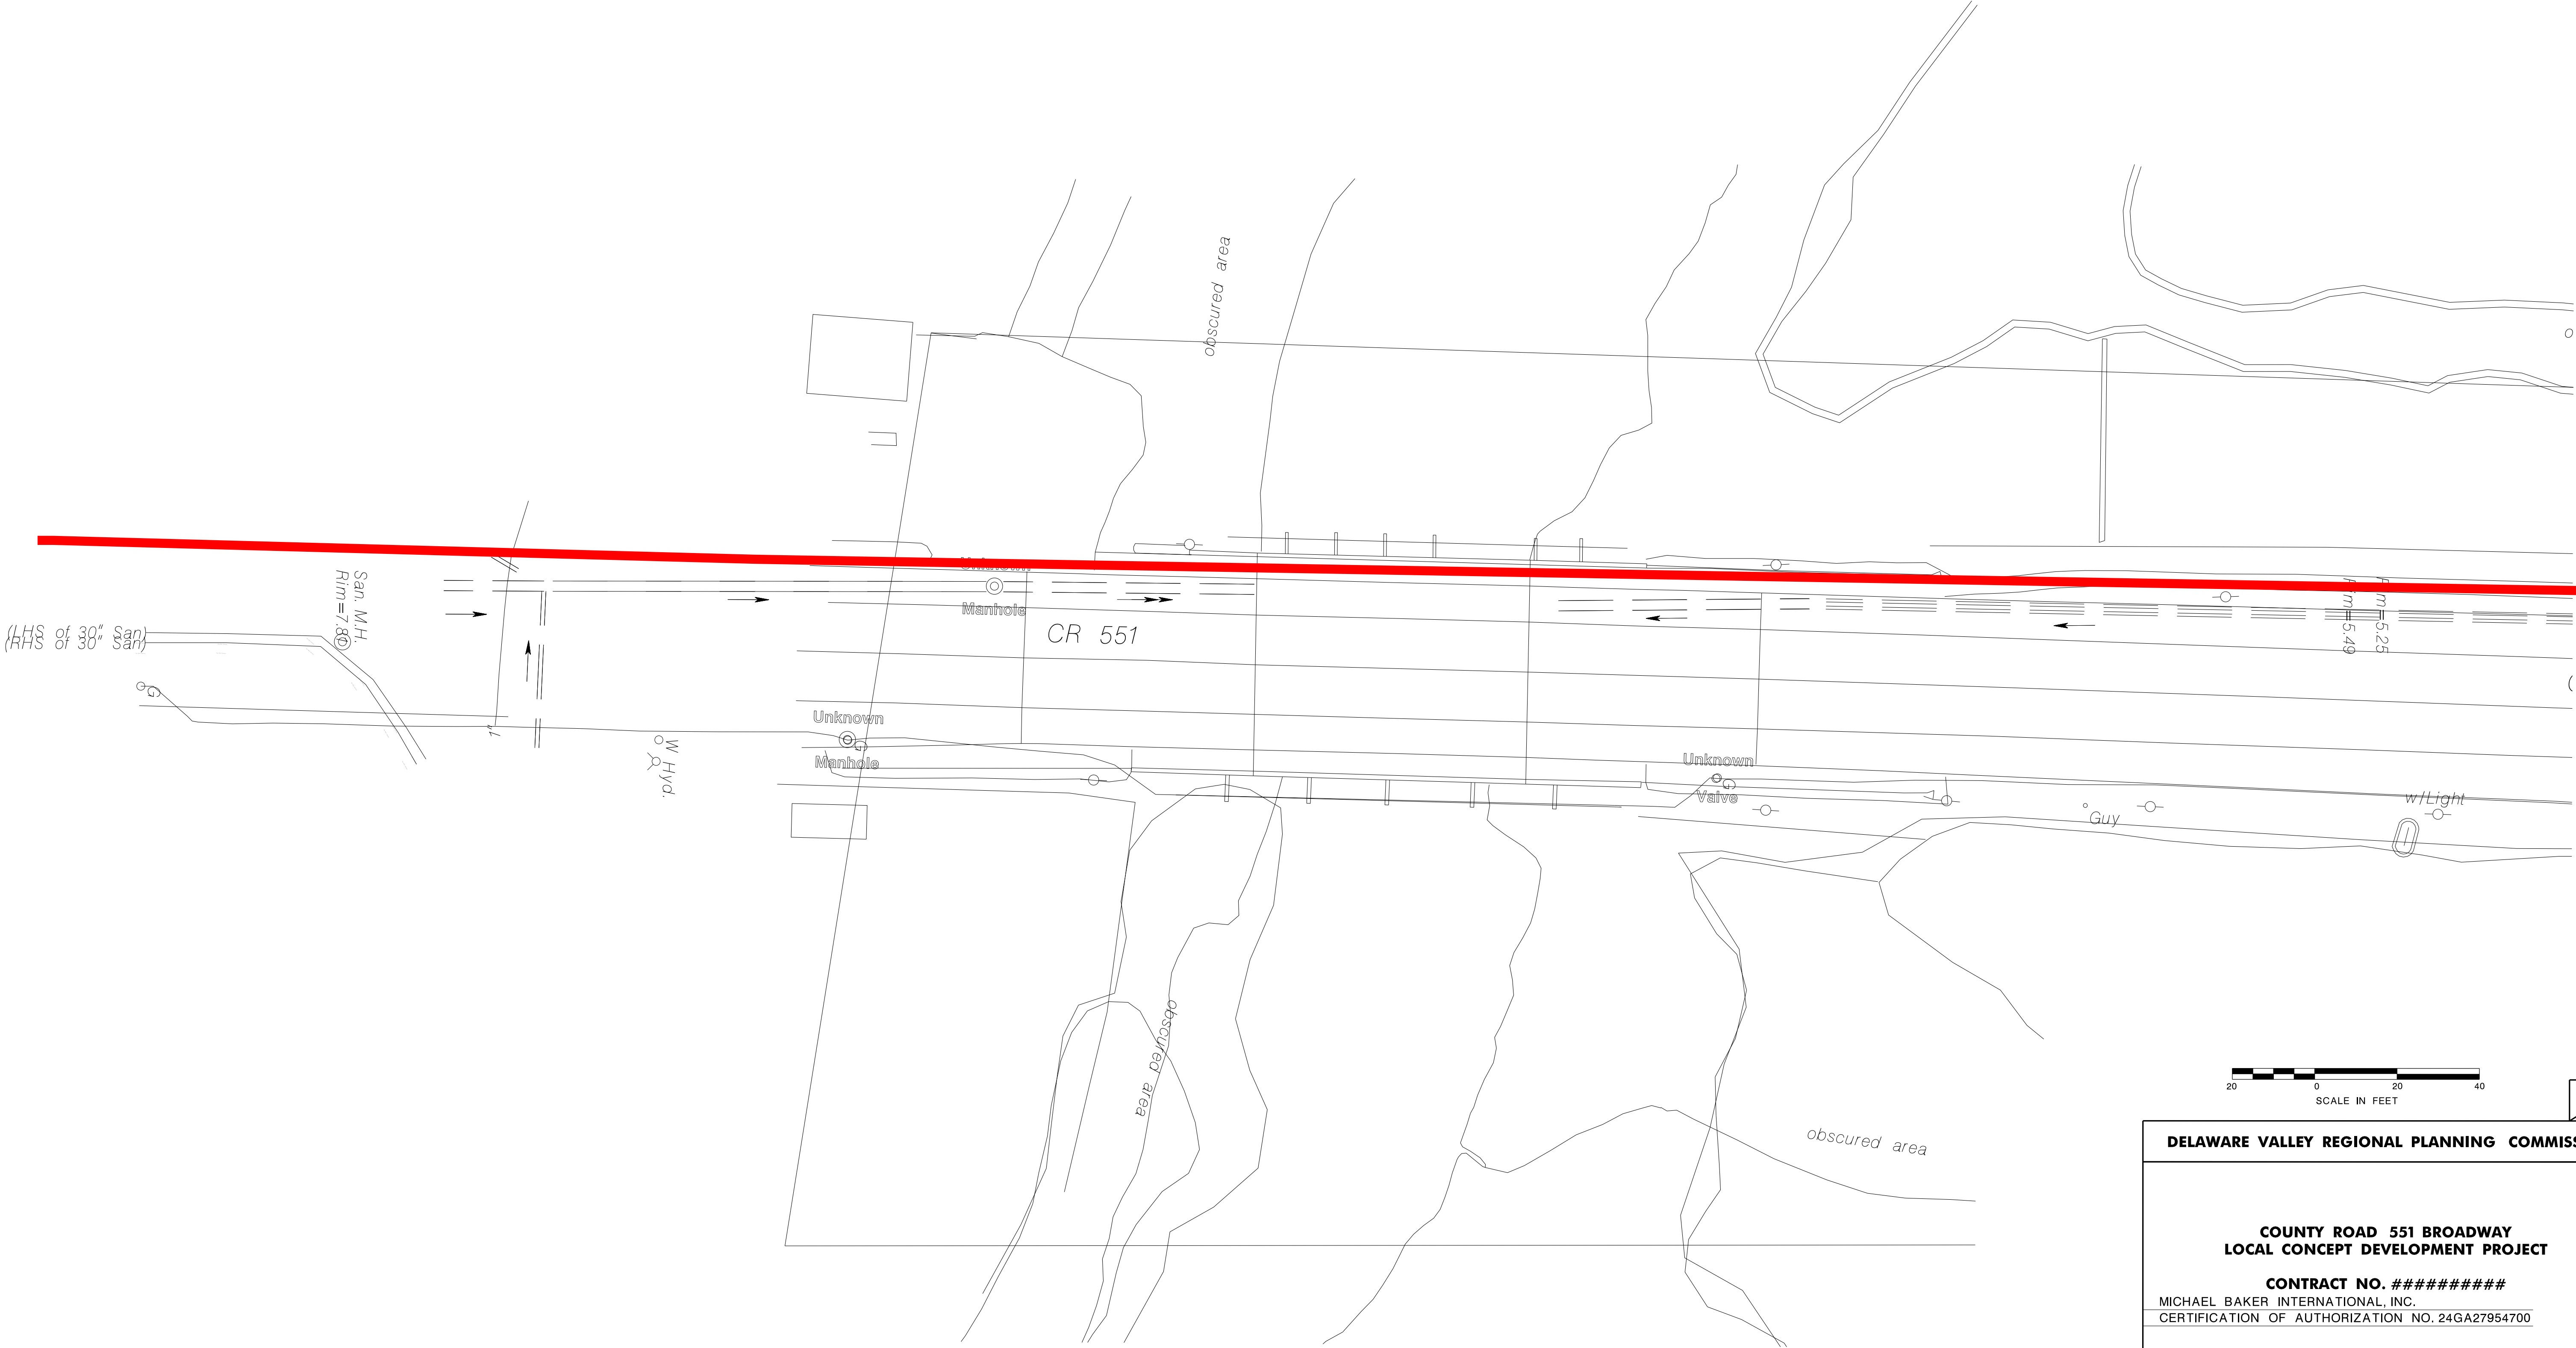 obscured area
San. M.H.
Rim=7.80
Unknown
Manhole
CR 551
(LHS of 30" San)
(RHS of 30" San)
G
Rim=5.25
Rim=5.49
(
Unknown
G
Manhole
W Hyd.
Unknown
G
Valve
Guy
w/Light
obscured area
obscured area
20 0 20 40
SCALE IN FEET
DELAWARE VALLEY REGIONAL PLANNING COMMISS
COUNTY ROAD 551 BROADWAY
LOCAL CONCEPT DEVELOPMENT PROJECT
CONTRACT NO. ##########
MICHAEL BAKER INTERNATIONAL, INC.
CERTIFICATION OF AUTHORIZATION NO. 24GA27954700